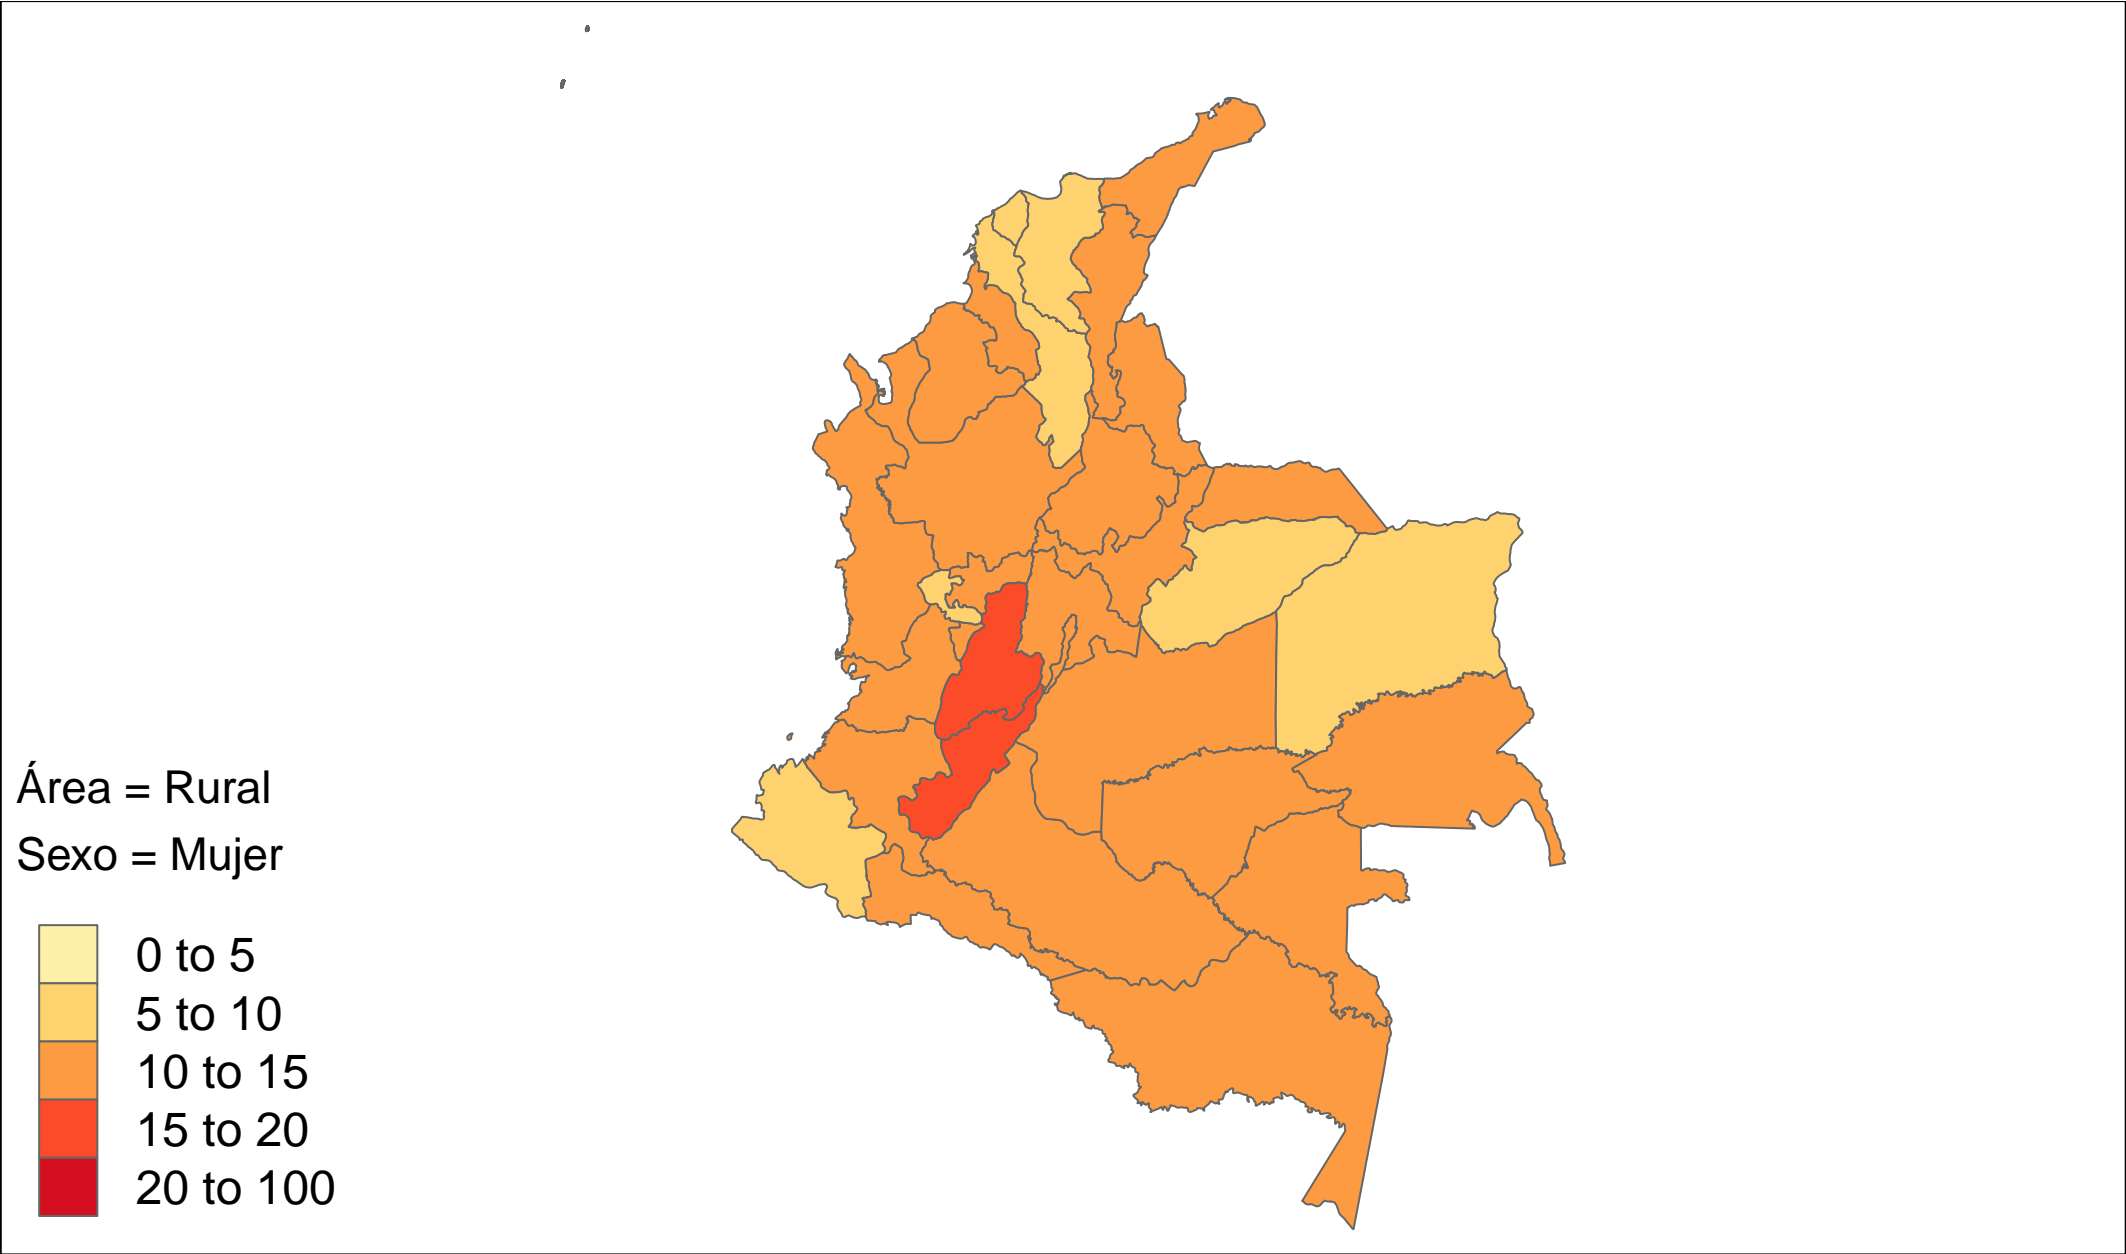 Área = Rural
Sexo = Mujer
0 to 5
5 to 10
10 to 15
15 to 20
20 to 100